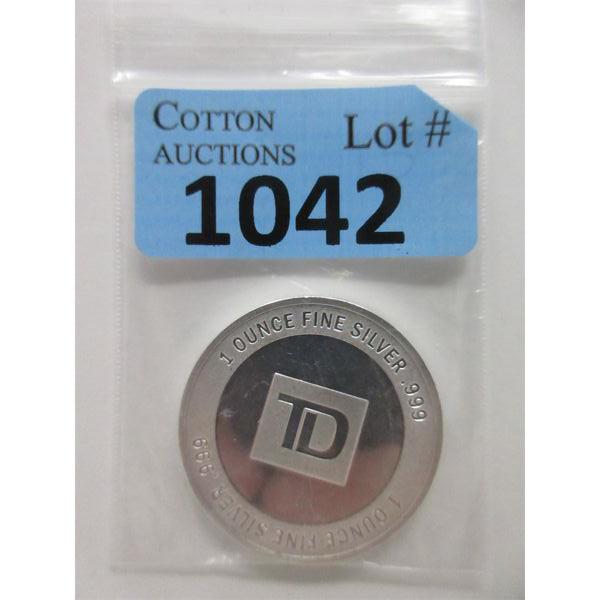 COTTON
AUCTIONS
Lot #
1042
1 OUNCE FINE SILVER .999
TD
1 OUNCE FINE SILVER .999